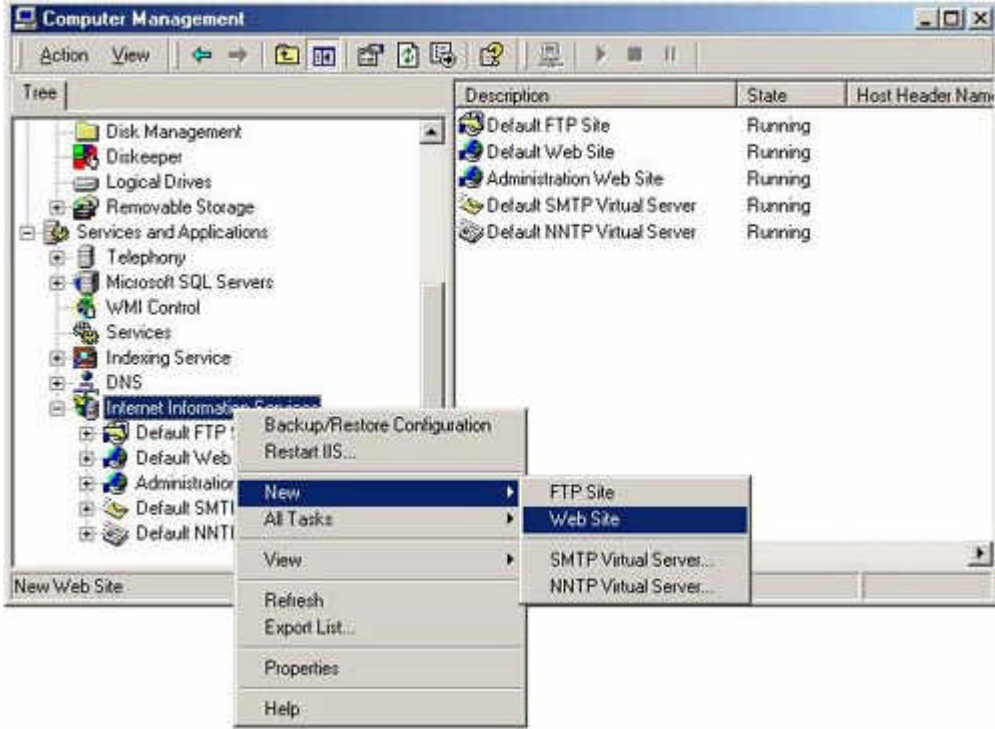 Computer Management
Action View
Tree
Description State Host Header Nam
Disk Management
Diskeeper
Logical Drives
Removable Storage
Services and Applications
Telephony
Microsoft SQL Servers
WMI Control
Services
Indexing Service
DNS
Internet Information Services
Default FTP S
Default Web
Administration
Default SMTI
Default NNTI
Default FTP Site Running
Default Web Site Running
Administration Web Site Running
Default SMTP Virtual Server Running
Default NNTP Virtual Server Running
Backup/Restore Configuration
Restart IIS...
New
All Tasks
View
Refresh
Export List...
Properties
Help
FTP Site
Web Site
SMTP Virtual Server...
NNTP Virtual Server...
New Web Site